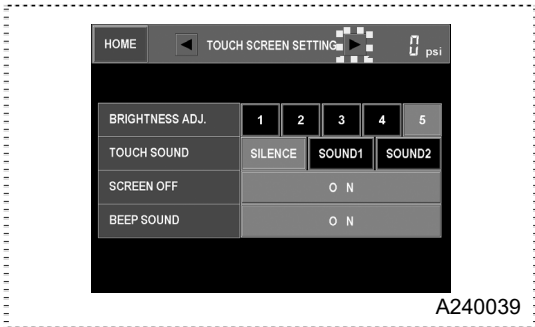 HOME ◀ TOUCH SCREEN SETTING ▶ 0 psi
BRIGHTNESS ADJ. 1 2 3 4 5
TOUCH SOUND SILENCE SOUND1 SOUND2
SCREEN OFF O N
BEEP SOUND O N
A240039